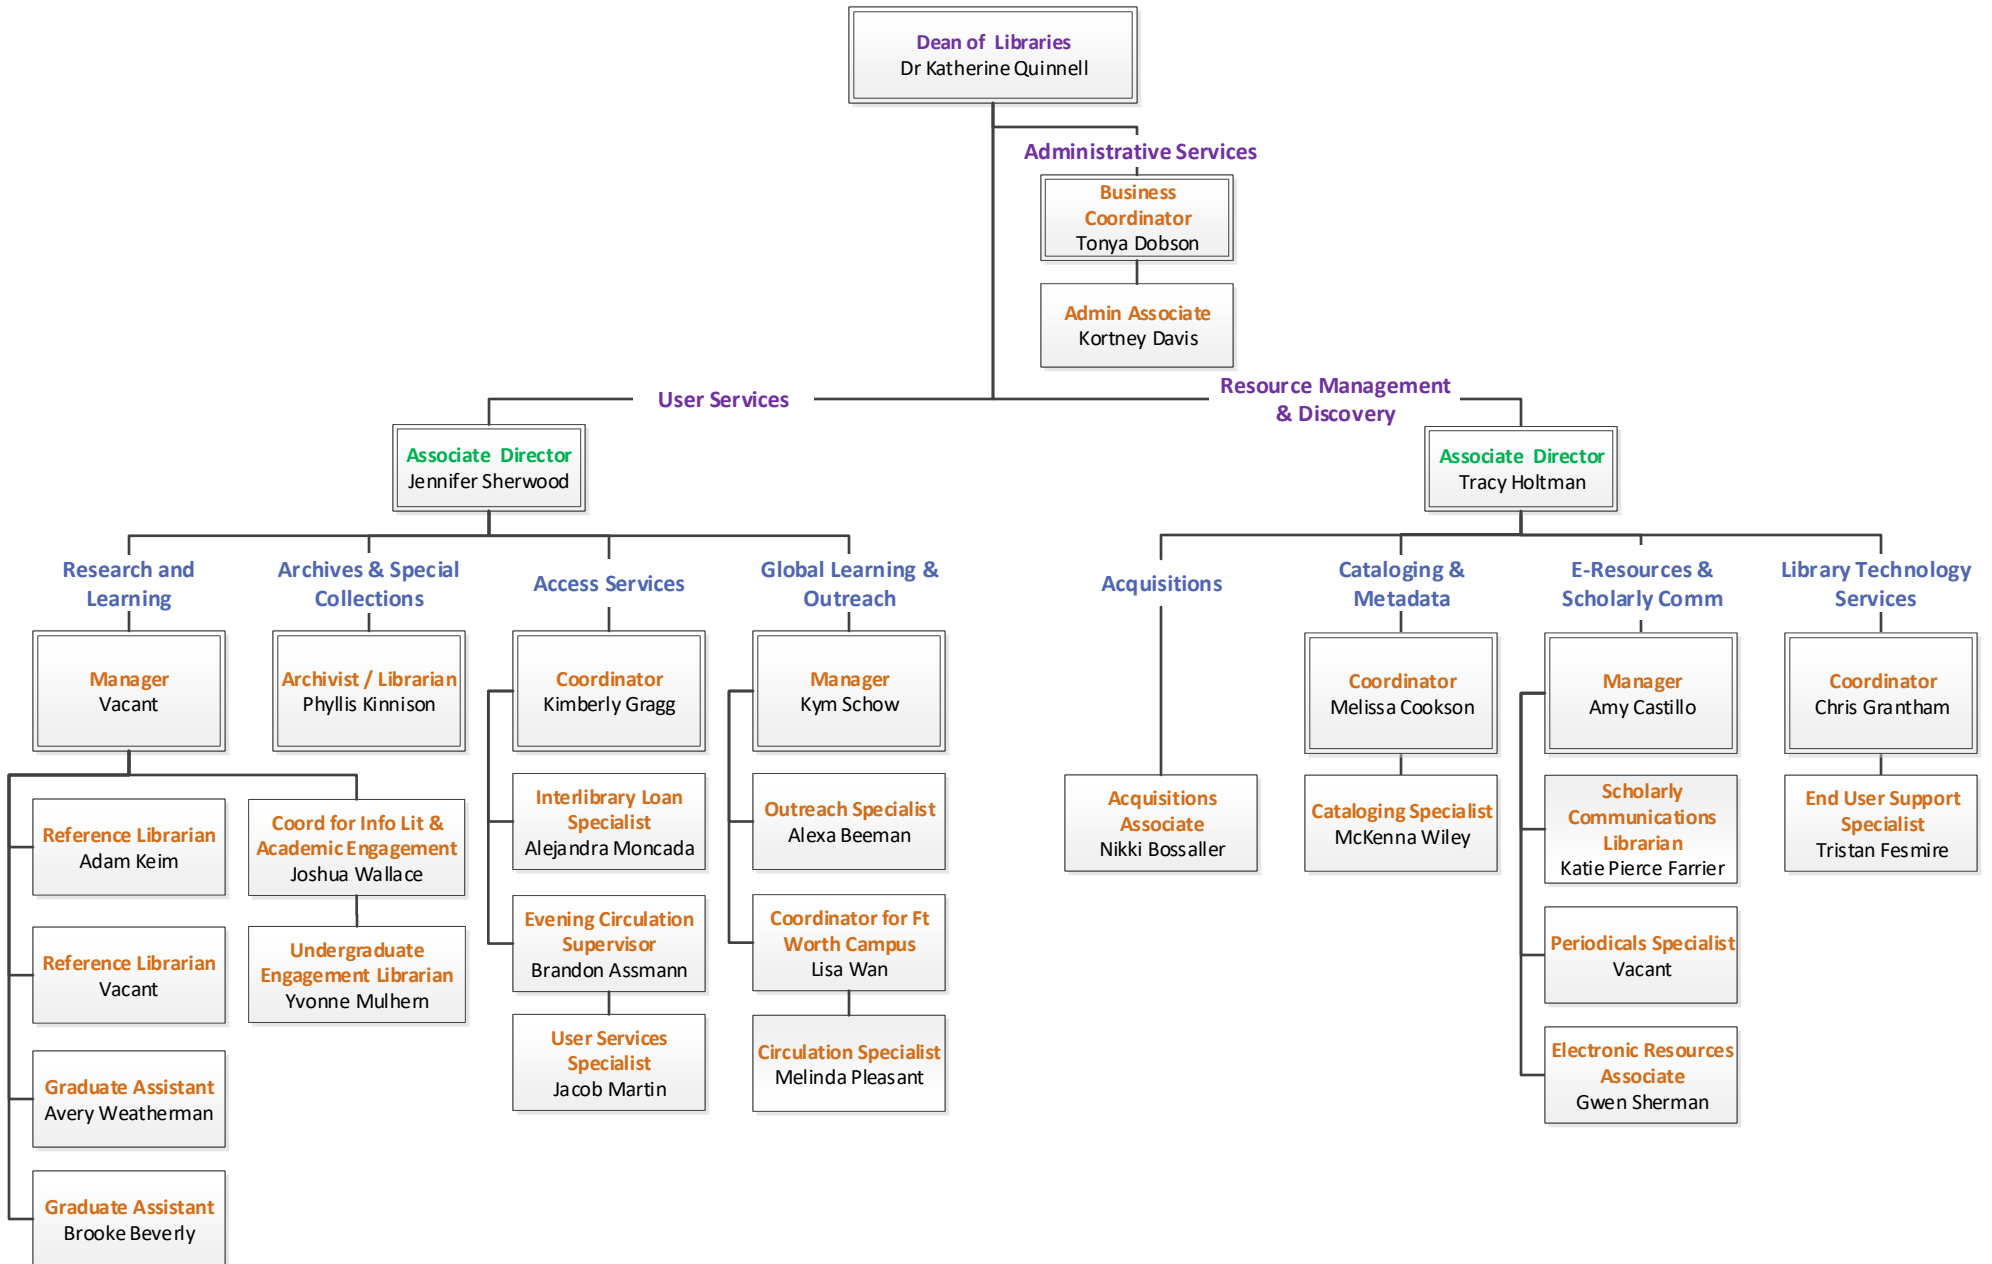 Dean of Libraries
Dr Katherine Quinnell
Administrative Services
Business
Coordinator
Tonya Dobson
Admin Associate
Kortney Davis
User Services
Resource Management
& Discovery
Associate Director
Jennifer Sherwood
Associate Director
Tracy Holtman
Research and
Learning
Archives & Special
Collections
Access Services
Global Learning &
Outreach
Acquisitions
Cataloging &
Metadata
E-Resources &
Scholarly Comm
Library Technology
Services
Manager
Vacant
Archivist / Librarian
Phyllis Kinnison
Coordinator
Kimberly Gragg
Manager
Kym Schow
Coordinator
Melissa Cookson
Manager
Amy Castillo
Coordinator
Chris Grantham
Reference Librarian
Adam Keim
Coord for Info Lit &
Academic Engagement
Joshua Wallace
Interlibrary Loan
Specialist
Alejandra Moncada
Outreach Specialist
Alexa Beeman
Acquisitions
Associate
Nikki Bossaller
Cataloging Specialist
McKenna Wiley
Scholarly
Communications
Librarian
Katie Pierce Farrier
End User Support
Specialist
Tristan Fesmire
Reference Librarian
Vacant
Undergraduate
Engagement Librarian
Yvonne Mulhern
Evening Circulation
Supervisor
Brandon Assmann
Coordinator for Ft
Worth Campus
Lisa Wan
Periodicals Specialist
Vacant
Graduate Assistant
Avery Weatherman
User Services
Specialist
Jacob Martin
Circulation Specialist
Melinda Pleasant
Electronic Resources
Associate
Gwen Sherman
Graduate Assistant
Brooke Beverly